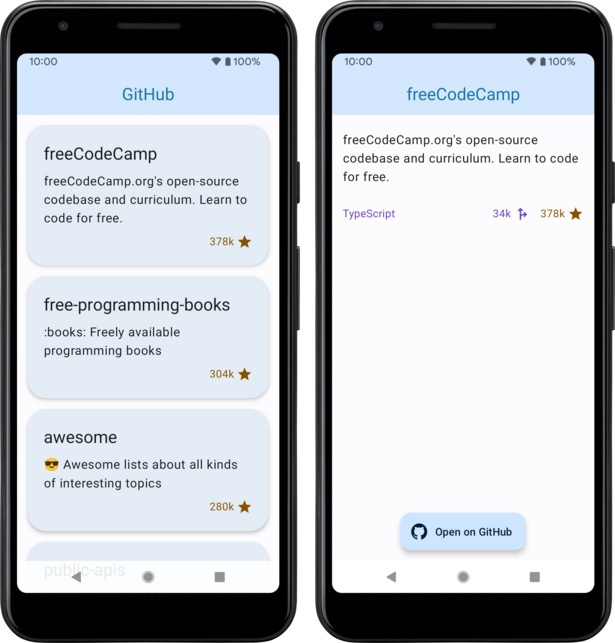 10:00
100%
GitHub
freeCodeCamp
freeCodeCamp.org's open-source
codebase and curriculum. Learn to
code for free.
378k
free-programming-books
:books: Freely available
programming books
304k
awesome
😎 Awesome lists about all kinds
of interesting topics
280k
public-apis
10:00
100%
freeCodeCamp
freeCodeCamp.org's open-source
codebase and curriculum. Learn to code
for free.
TypeScript 34k 378k
Open on GitHub